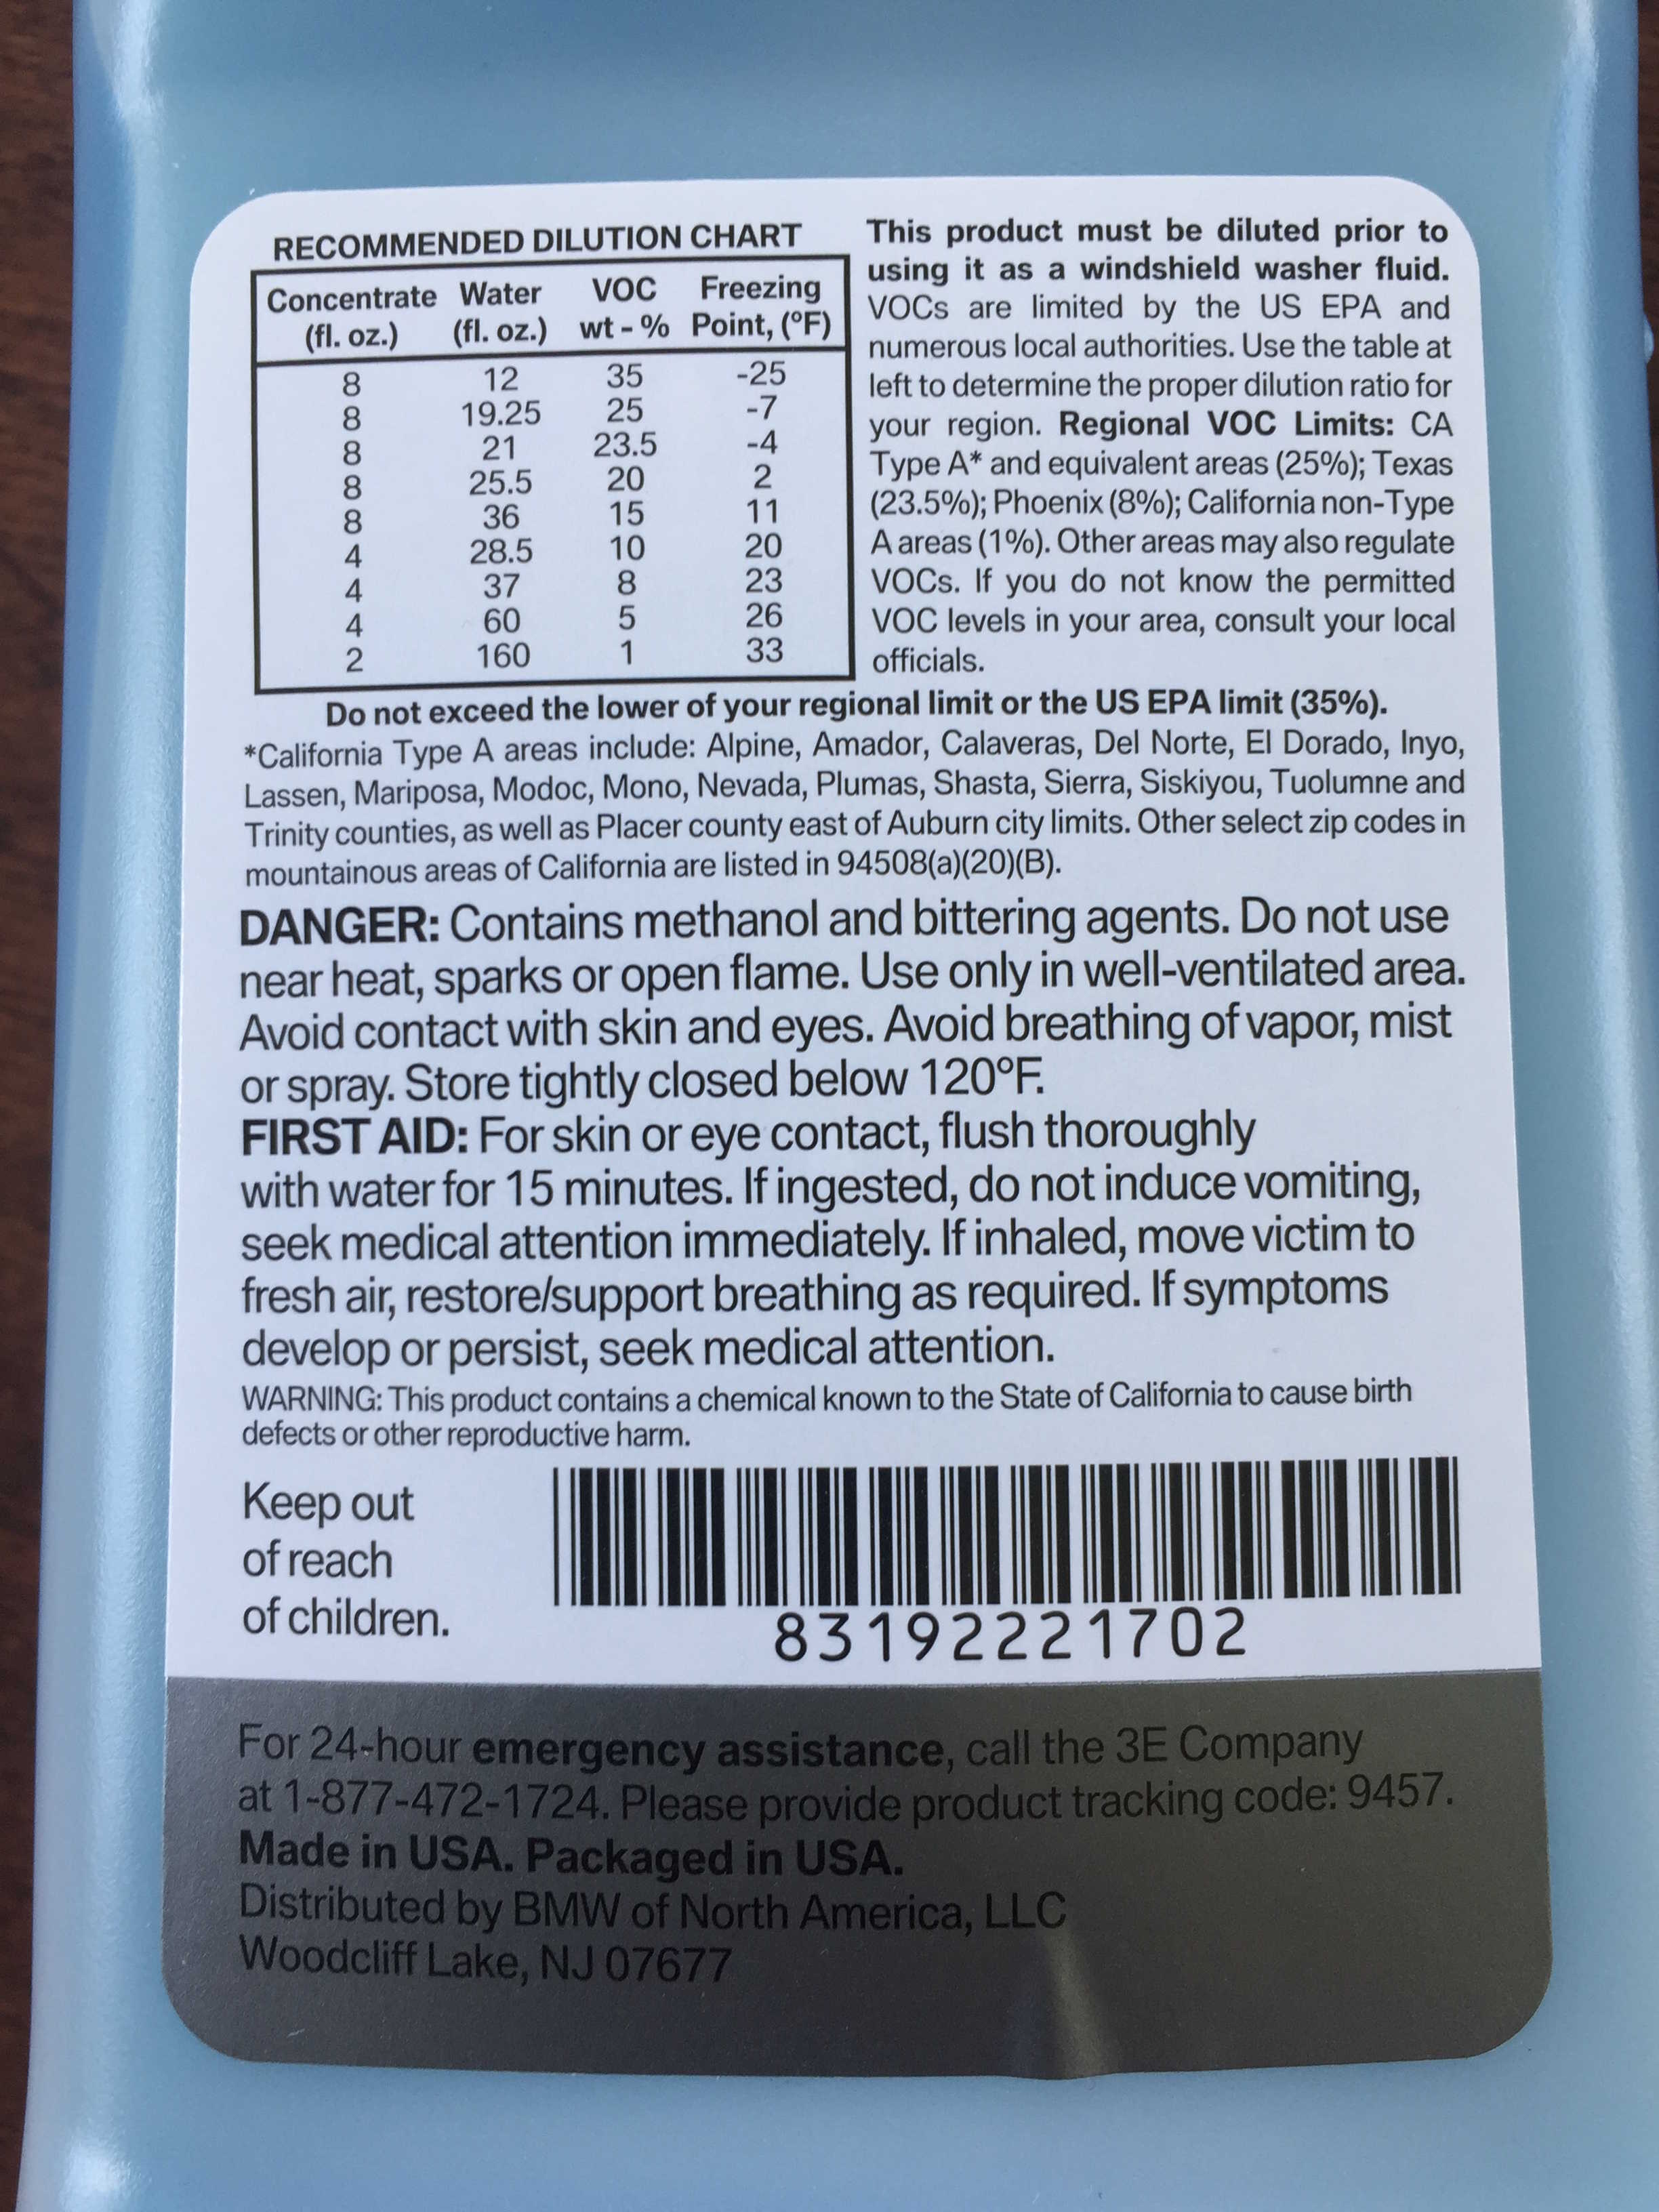 RECOMMENDED DILUTION CHART
Concentrate Water VOC Freezing
(fl. oz.) (fl. oz.) wt - % Point, (°F)
8 12 35 -25
8 19.25 25 -7
8 21 23.5 -4
8 25.5 20 2
8 36 15 11
4 28.5 10 20
4 37 8 23
4 60 5 26
2 160 1 33
This product must be diluted prior to
using it as a windshield washer fluid.
VOCs are limited by the US EPA and
numerous local authorities. Use the table at
left to determine the proper dilution ratio for
your region. Regional VOC Limits: CA
Type A* and equivalent areas (25%); Texas
(23.5%); Phoenix (8%); California non-Type
A areas (1%). Other areas may also regulate
VOCs. If you do not know the permitted
VOC levels in your area, consult your local
officials.
Do not exceed the lower of your regional limit or the US EPA limit (35%).
*California Type A areas include: Alpine, Amador, Calaveras, Del Norte, El Dorado, Inyo,
Lassen, Mariposa, Modoc, Mono, Nevada, Plumas, Shasta, Sierra, Siskiyou, Tuolumne and
Trinity counties, as well as Placer county east of Auburn city limits. Other select zip codes in
mountainous areas of California are listed in 94508(a)(20)(B).
DANGER: Contains methanol and bittering agents. Do not use
near heat, sparks or open flame. Use only in well-ventilated area.
Avoid contact with skin and eyes. Avoid breathing of vapor, mist
or spray. Store tightly closed below 120°F.
FIRST AID: For skin or eye contact, flush thoroughly
with water for 15 minutes. If ingested, do not induce vomiting,
seek medical attention immediately. If inhaled, move victim to
fresh air, restore/support breathing as required. If symptoms
develop or persist, seek medical attention.
WARNING: This product contains a chemical known to the State of California to cause birth
defects or other reproductive harm.
Keep out
of reach
of children.
83192221702
For 24-hour emergency assistance, call the 3E Company
at 1-877-472-1724. Please provide product tracking code: 9457.
Made in USA. Packaged in USA.
Distributed by BMW of North America, LLC
Woodcliff Lake, NJ 07677